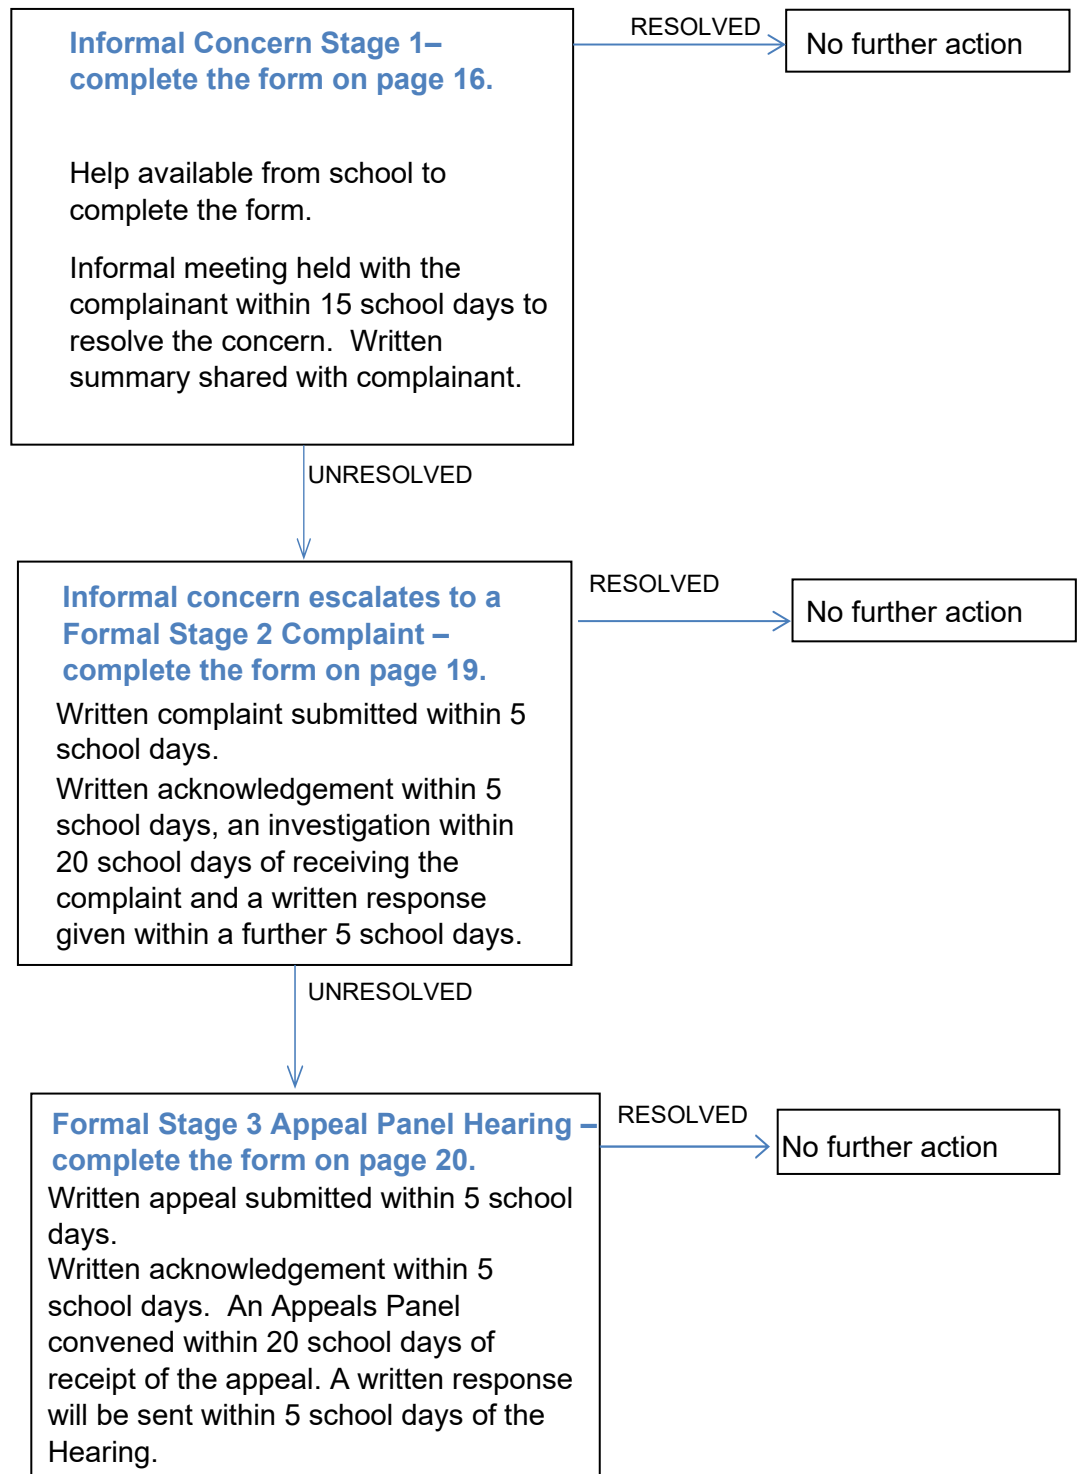 Informal Concern Stage 1–
complete the form on page 16.
Help available from school to
complete the form.
Informal meeting held with the
complainant within 15 school days to
resolve the concern.  Written
summary shared with complainant.
RESOLVED
No further action
UNRESOLVED
Informal concern escalates to a
Formal Stage 2 Complaint –
complete the form on page 19.
Written complaint submitted within 5
school days.
Written acknowledgement within 5
school days, an investigation within
20 school days of receiving the
complaint and a written response
given within a further 5 school days.
RESOLVED
No further action
UNRESOLVED
Formal Stage 3 Appeal Panel Hearing –
complete the form on page 20.
Written appeal submitted within 5 school
days.
Written acknowledgement within 5
school days.  An Appeals Panel
convened within 20 school days of
receipt of the appeal. A written response
will be sent within 5 school days of the
Hearing.
RESOLVED
No further action